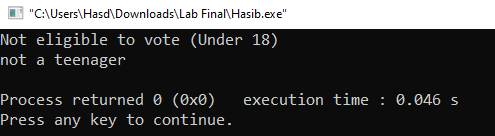 "C:\Users\Hasd\Downloads\Lab Final\Hasib.exe"
Not eligible to vote (Under 18)
not a teenager
Process returned 0 (0x0)   execution time : 0.046 s
Press any key to continue.